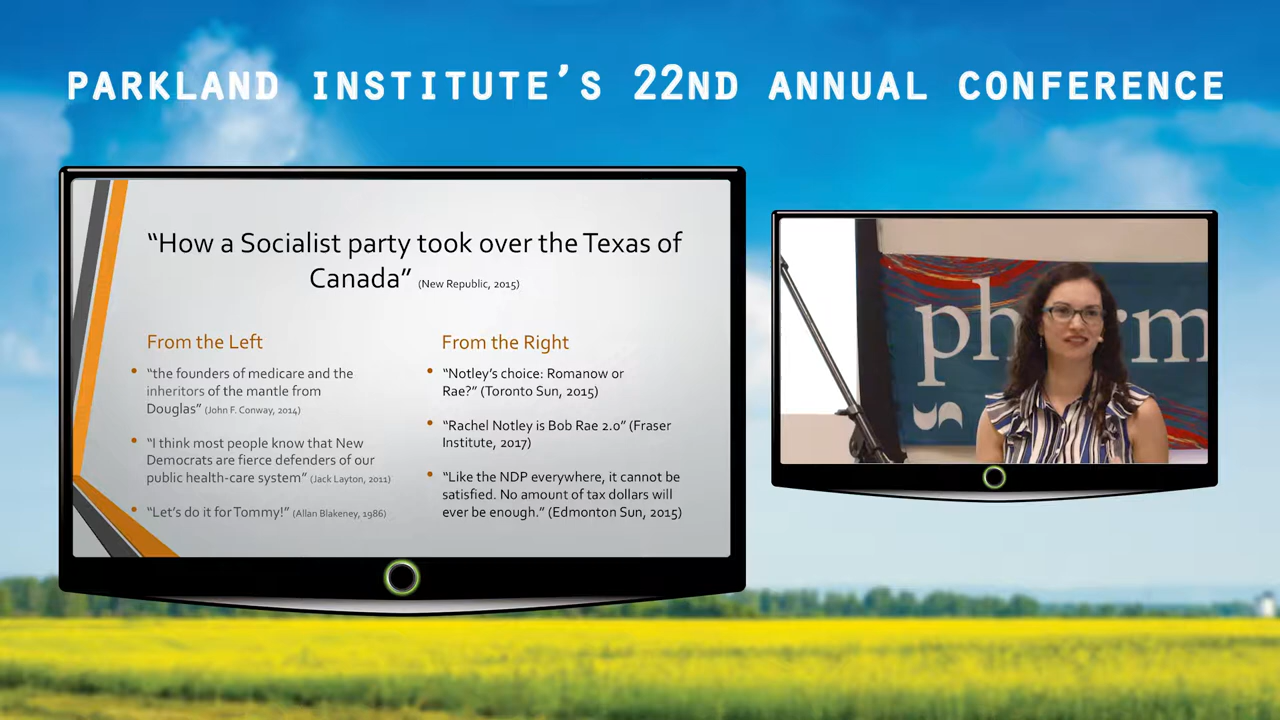 PARKLAND INSTITUTE'S 22ND ANNUAL CONFERENCE
“How a Socialist party took over the Texas of
Canada” (New Republic, 2015)
From the Left
• “the founders of medicare and the
inheritors of the mantle from
Douglas” (John F. Conway, 2014)
• “I think most people know that New
Democrats are fierce defenders of our
public health-care system” (Jack Layton, 2011)
• “Let’s do it for Tommy!” (Allan Blakeney, 1986)
From the Right
• “Notley’s choice: Romanow or
Rae?” (Toronto Sun, 2015)
• “Rachel Notley is Bob Rae 2.0” (Fraser
Institute, 2017)
• “Like the NDP everywhere, it cannot be
satisfied. No amount of tax dollars will
ever be enough.” (Edmonton Sun, 2015)